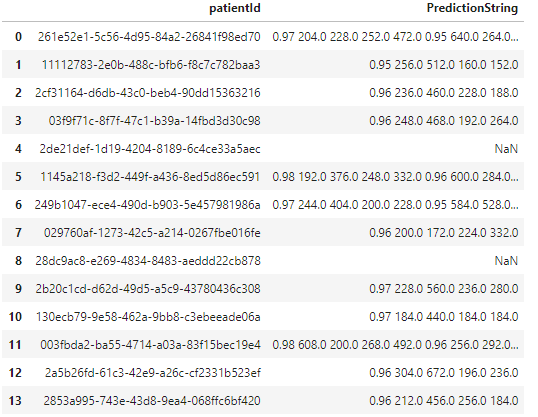 patientId PredictionString
0 261e52e1-5c56-4d95-84a2-26841f98ed70 0.97 204.0 228.0 252.0 472.0 0.95 640.0 264.0...
1 11112783-2e0b-488c-bfb6-f8c7c782baa3 0.95 256.0 512.0 160.0 152.0
2 2cf31164-d6db-43c0-beb4-90dd15363216 0.96 236.0 460.0 228.0 188.0
3 03f9f71c-8f7f-47c1-b39a-14fbd3d30c98 0.96 248.0 468.0 192.0 264.0
4 2de21def-1d19-4204-8189-6c4ce33a5aec NaN
5 1145a218-f3d2-449f-a436-8ed5d86ec591 0.98 192.0 376.0 248.0 332.0 0.96 600.0 284.0...
6 249b1047-ece4-490d-b903-5e457981986a 0.97 244.0 404.0 200.0 228.0 0.95 584.0 528.0...
7 029760af-1273-42c5-a214-0267fbe016fe 0.96 200.0 172.0 224.0 332.0
8 28dc9ac8-e269-4834-8483-aeddd22cb878 NaN
9 2b20c1cd-d62d-49d5-a5c9-43780436c308 0.97 228.0 560.0 236.0 280.0
10 130ecb79-9e58-462a-9bb8-c3ebeeade06a 0.97 184.0 440.0 184.0 184.0
11 003fbda2-ba55-4714-a03a-83f15bec19e4 0.98 608.0 200.0 268.0 492.0 0.96 256.0 292.0...
12 2a5b26fd-61c3-42e9-a26c-cf2331b523ef 0.96 304.0 672.0 196.0 236.0
13 2853a995-743e-43d8-9ea4-068ffc6bf420 0.96 212.0 456.0 256.0 184.0